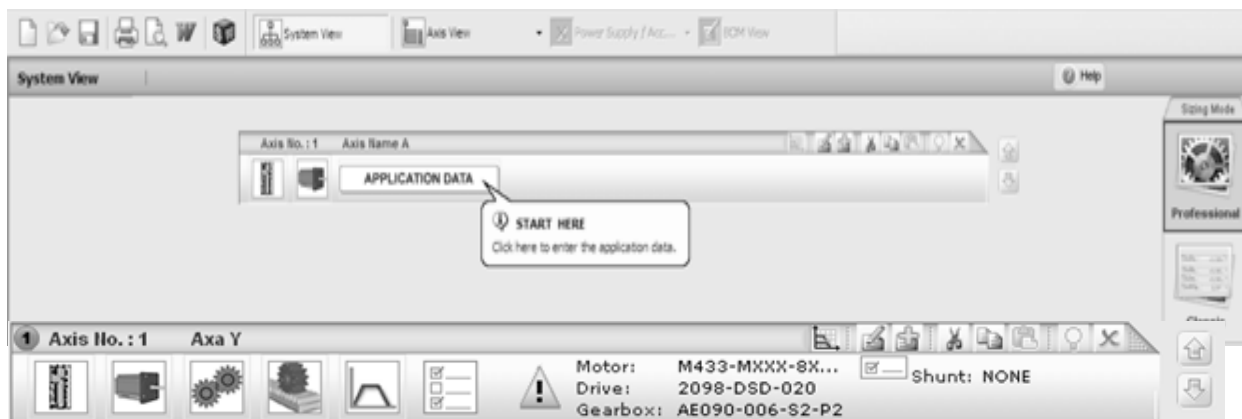 System View Axis View Power Supply / Acc... BOM View
System View Help
Sizing Mode
Axis No. : 1 Axis Name A
APPLICATION DATA
Professional
START HERE
Click here to enter the application data.
Classic
1 Axis No. : 1 Axa Y
Motor: M433-MXXX-8X...
Shunt: NONE
Drive: 2098-DSD-020
Gearbox: AE090-006-S2-P2